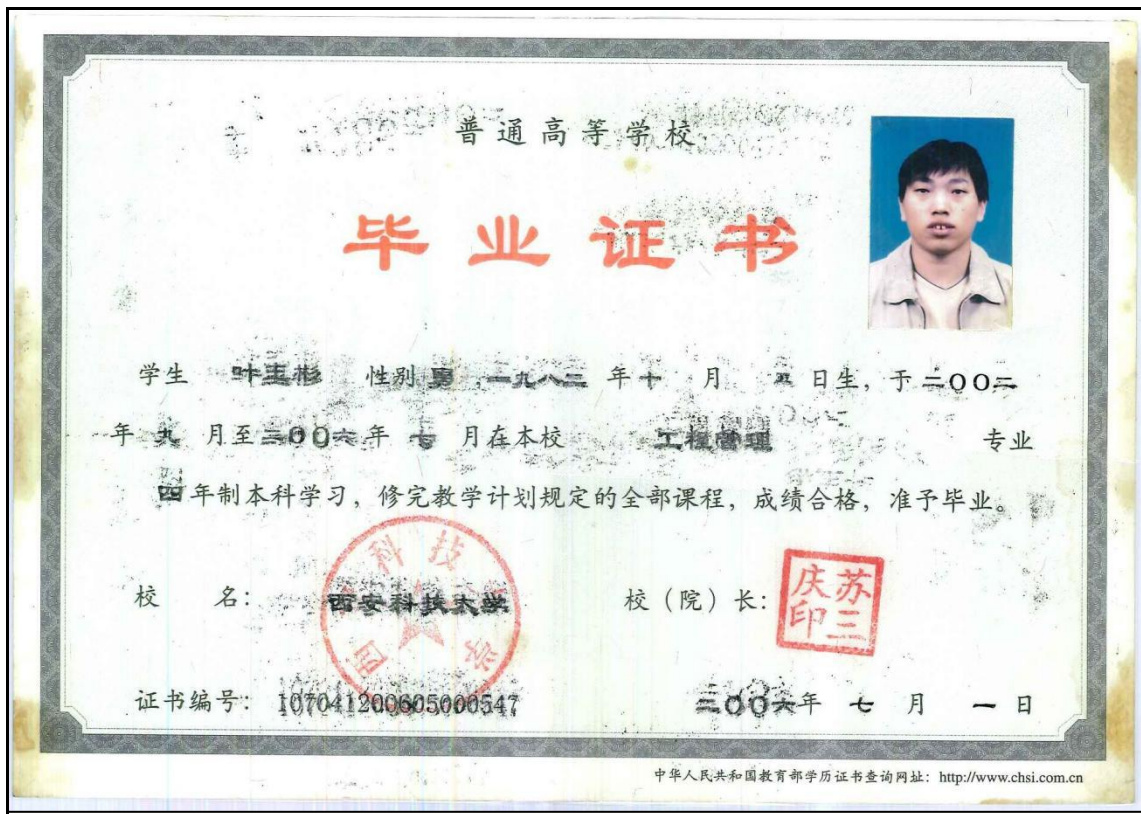 普通高等学校
毕业证书
学生 叶玉彬 性别 男，一九八二 年 十 月 五 日生，于 二〇〇二
年 九 月至 二〇〇六 年 七 月在本校 工程管理 专业
四年制本科学习，修完教学计划规定的全部课程，成绩合格，准予毕业。
校 名： 西安科技大学
校（院）长： 苏三庆印
证书编号： 107041200605000547
二〇〇六年 七 月 一 日
中华人民共和国教育部学历证书查询网址：http://www.chsi.com.cn